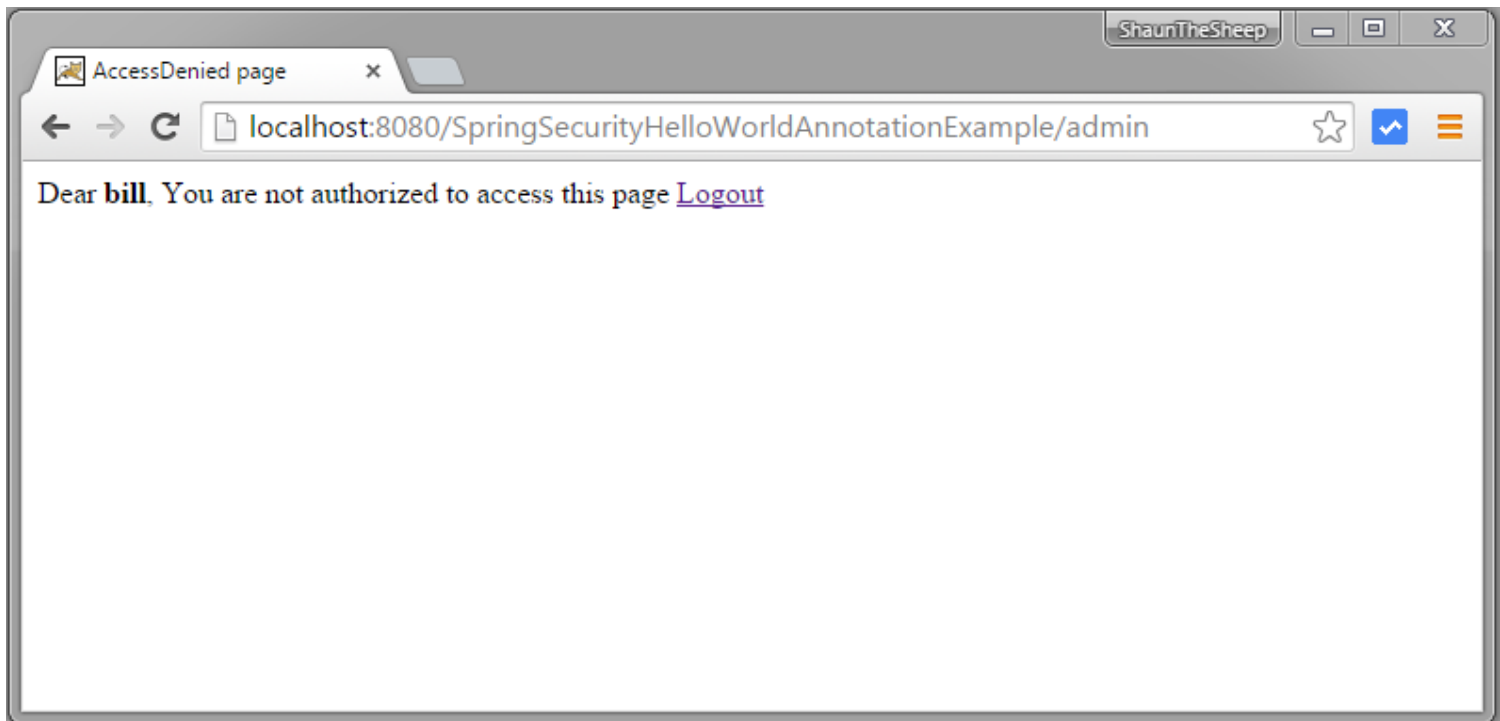 ShaunTheSheep
AccessDenied page
localhost:8080/SpringSecurityHelloWorldAnnotationExample/admin
Dear bill, You are not authorized to access this page Logout